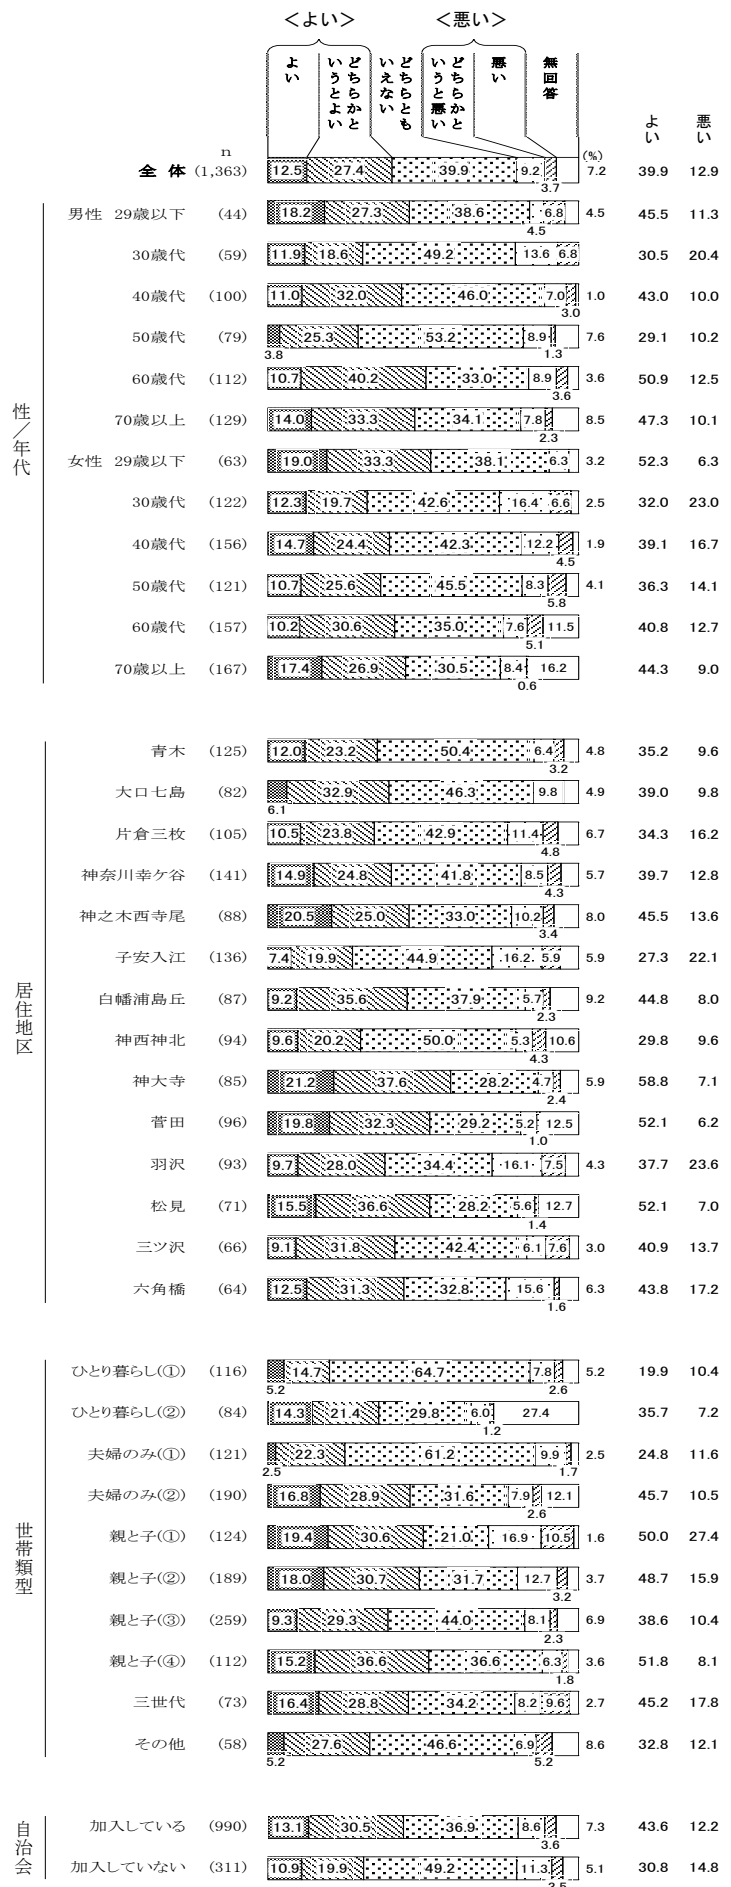 ＜よい＞ ＜悪い＞
よい どちらかというとよい どちらともいえない どちらかというと悪い 悪い 無回答
よい 悪い
n (%)
全体 (1,363) 12.5 27.4 39.9 9.2 3.7 7.2 39.9 12.9
性／年代
男性 29歳以下 (44) 18.2 27.3 38.6 4.5 6.8 4.5 45.5 11.3
30歳代 (59) 11.9 18.6 49.2 13.6 6.8 30.5 20.4
40歳代 (100) 11.0 32.0 46.0 7.0 3.0 1.0 43.0 10.0
50歳代 (79) 3.8 25.3 53.2 8.9 1.3 7.6 29.1 10.2
60歳代 (112) 10.7 40.2 33.0 8.9 3.6 3.6 50.9 12.5
70歳以上 (129) 14.0 33.3 34.1 7.8 2.3 8.5 47.3 10.1
女性 29歳以下 (63) 19.0 33.3 38.1 6.3 3.2 52.3 6.3
30歳代 (122) 12.3 19.7 42.6 16.4 6.6 2.5 32.0 23.0
40歳代 (156) 14.7 24.4 42.3 12.2 4.5 1.9 39.1 16.7
50歳代 (121) 10.7 25.6 45.5 8.3 5.8 4.1 36.3 14.1
60歳代 (157) 10.2 30.6 35.0 7.6 5.1 11.5 40.8 12.7
70歳以上 (167) 17.4 26.9 30.5 8.4 0.6 16.2 44.3 9.0
居住地区
青木 (125) 12.0 23.2 50.4 6.4 3.2 4.8 35.2 9.6
大口七島 (82) 6.1 32.9 46.3 9.8 4.9 39.0 9.8
片倉三枚 (105) 10.5 23.8 42.9 11.4 4.8 6.7 34.3 16.2
神奈川幸ケ谷 (141) 14.9 24.8 41.8 8.5 4.3 5.7 39.7 12.8
神之木西寺尾 (88) 20.5 25.0 33.0 10.2 3.4 8.0 45.5 13.6
子安入江 (136) 7.4 19.9 44.9 16.2 5.9 5.9 27.3 22.1
白幡浦島丘 (87) 9.2 35.6 37.9 5.7 2.3 9.2 44.8 8.0
神西神北 (94) 9.6 20.2 50.0 5.3 4.3 10.6 29.8 9.6
神大寺 (85) 21.2 37.6 28.2 4.7 2.4 5.9 58.8 7.1
菅田 (96) 19.8 32.3 29.2 5.2 1.0 12.5 52.1 6.2
羽沢 (93) 9.7 28.0 34.4 16.1 7.5 4.3 37.7 23.6
松見 (71) 15.5 36.6 28.2 5.6 1.4 12.7 52.1 7.0
三ツ沢 (66) 9.1 31.8 42.4 6.1 7.6 3.0 40.9 13.7
六角橋 (64) 12.5 31.3 32.8 15.6 1.6 6.3 43.8 17.2
世帯類型
ひとり暮らし(①) (116) 5.2 14.7 64.7 7.8 2.6 5.2 19.9 10.4
ひとり暮らし(②) (84) 14.3 21.4 29.8 6.0 1.2 27.4 35.7 7.2
夫婦のみ(①) (121) 2.5 22.3 61.2 9.9 1.7 2.5 24.8 11.6
夫婦のみ(②) (190) 16.8 28.9 31.6 7.9 2.6 12.1 45.7 10.5
親と子(①) (124) 19.4 30.6 21.0 16.9 10.5 1.6 50.0 27.4
親と子(②) (189) 18.0 30.7 31.7 12.7 3.2 3.7 48.7 15.9
親と子(③) (259) 9.3 29.3 44.0 8.1 2.3 6.9 38.6 10.4
親と子(④) (112) 15.2 36.6 36.6 6.3 1.8 3.6 51.8 8.1
三世代 (73) 16.4 28.8 34.2 8.2 9.6 2.7 45.2 17.8
その他 (58) 5.2 27.6 46.6 6.9 5.2 8.6 32.8 12.1
自治会
加入している (990) 13.1 30.5 36.9 8.6 3.6 7.3 43.6 12.2
加入していない (311) 10.9 19.9 49.2 11.3 3.5 5.1 30.8 14.8